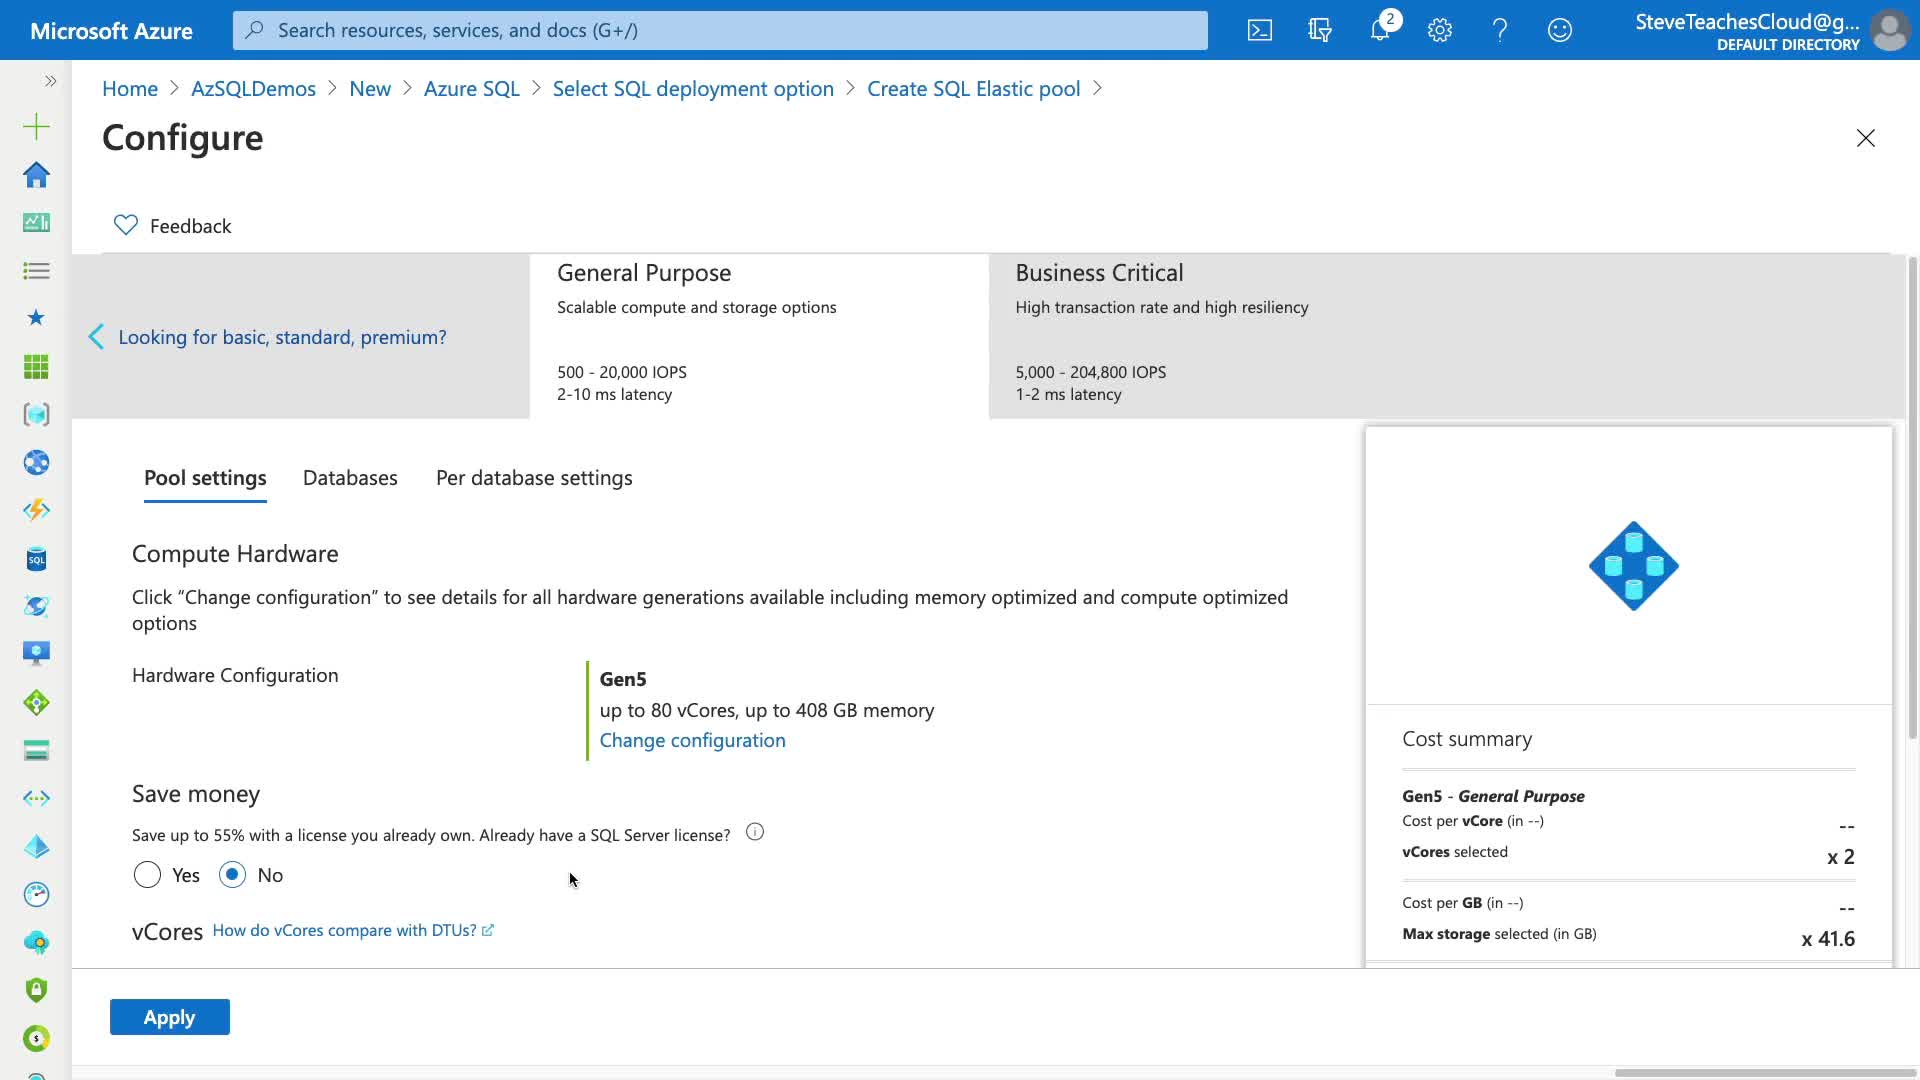 Microsoft Azure
Search resources, services, and docs (G+/)
2
SteveTeachesCloud@g...
DEFAULT DIRECTORY
Home > AzSQLDemos > New > Azure SQL > Select SQL deployment option > Create SQL Elastic pool >
Configure
Feedback
Looking for basic, standard, premium?
General Purpose
Scalable compute and storage options
500 - 20,000 IOPS
2-10 ms latency
Business Critical
High transaction rate and high resiliency
5,000 - 204,800 IOPS
1-2 ms latency
Pool settings
Databases
Per database settings
Compute Hardware
Click “Change configuration” to see details for all hardware generations available including memory optimized and compute optimized
options
Hardware Configuration
Gen5
up to 80 vCores, up to 408 GB memory
Change configuration
Save money
Save up to 55% with a license you already own. Already have a SQL Server license?
Yes
No
vCores How do vCores compare with DTUs?
Cost summary
Gen5 - General Purpose
Cost per vCore (in --)
--
vCores selected
x 2
Cost per GB (in --)
--
Max storage selected (in GB)
x 41.6
Apply
SQL